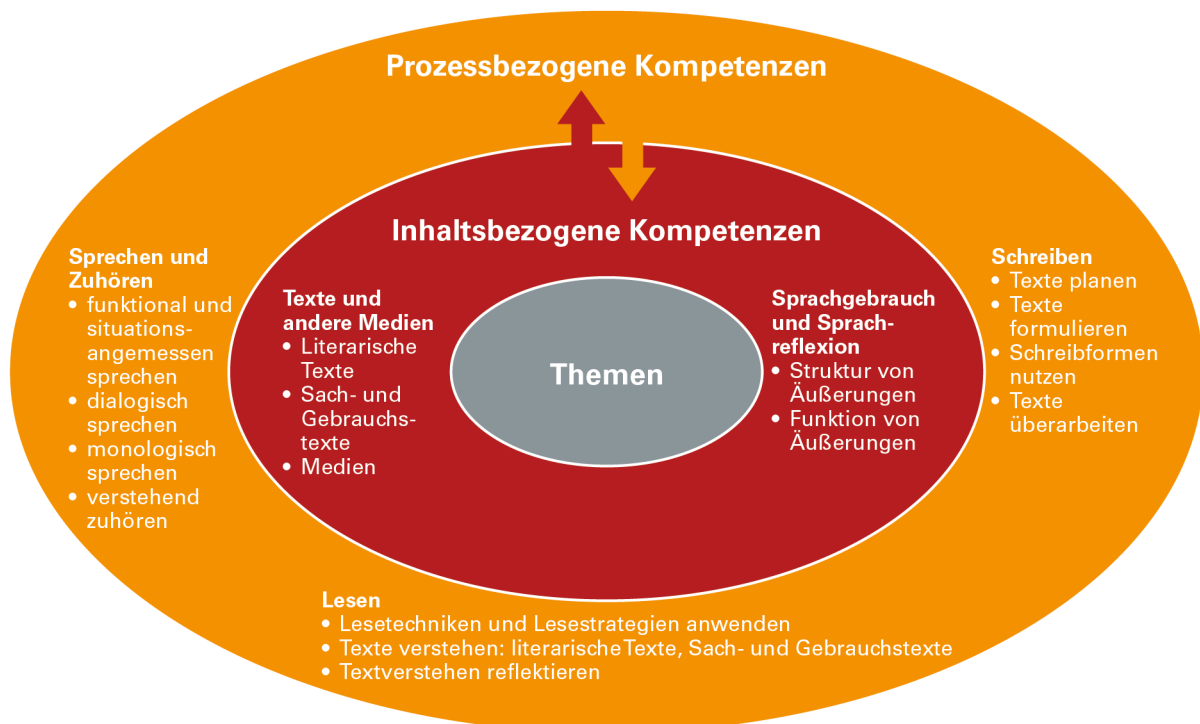 Prozessbezogene Kompetenzen
Inhaltsbezogene Kompetenzen
Sprechen und
Zuhören
• funktional und
situations-
angemessen
sprechen
• dialogisch
sprechen
• monologisch
sprechen
• verstehend
zuhören
Texte und
andere Medien
• Literarische
Texte
• Sach- und
Gebrauchs-
texte
• Medien
Themen
Sprachgebrauch
und Sprach-
reflexion
• Struktur von
Äußerungen
• Funktion von
Äußerungen
Schreiben
• Texte planen
• Texte
formulieren
• Schreibformen
nutzen
• Texte
überarbeiten
Lesen
• Lesetechniken und Lesestrategien anwenden
• Texte verstehen: literarische Texte, Sach- und Gebrauchstexte
• Textverstehen reflektieren